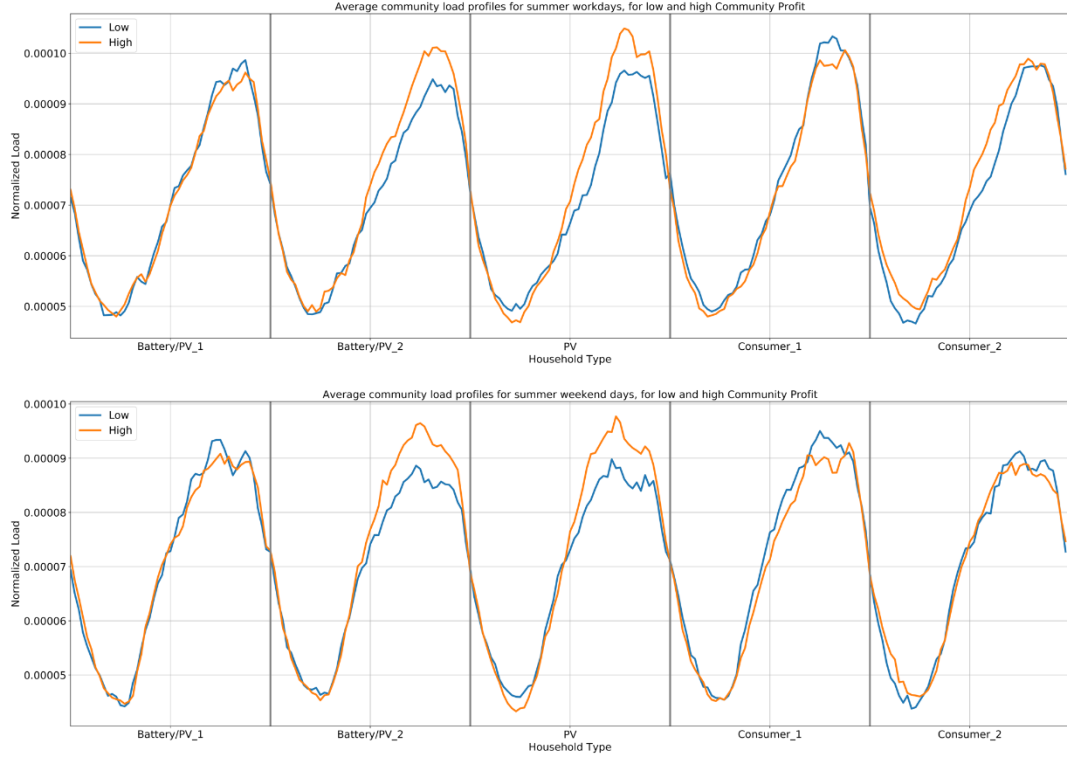 Average community load profiles for summer workdays, for low and high Community Profit
Low
High
0.00010
0.00009
0.00008
0.00007
0.00006
0.00005
Normalized Load
Battery/PV_1 Battery/PV_2 PV Consumer_1 Consumer_2
Household Type
Average community load profiles for summer weekend days, for low and high Community Profit
Low
High
0.00010
0.00009
0.00008
0.00007
0.00006
0.00005
Normalized Load
Battery/PV_1 Battery/PV_2 PV Consumer_1 Consumer_2
Household Type